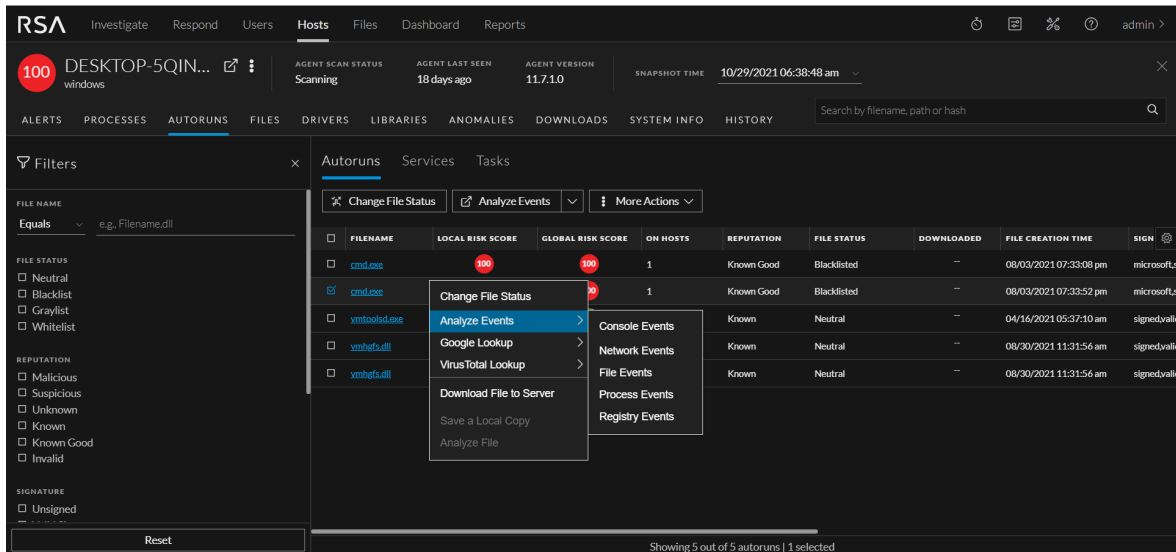 RSA Investigate Respond Users Hosts Files Dashboard Reports admin >
100 DESKTOP-5QIN...
windows
AGENT SCAN STATUS AGENT LAST SEEN AGENT VERSION
Scanning 18 days ago 11.7.1.0
SNAPSHOT TIME 10/29/2021 06:38:48 am
ALERTS PROCESSES AUTORUNS FILES DRIVERS LIBRARIES ANOMALIES DOWNLOADS SYSTEM INFO HISTORY
Search by filename, path or hash
Filters
FILE NAME
Equals e.g., Filename.dll
FILE STATUS
Neutral
Blacklist
Graylist
Whitelist
REPUTATION
Malicious
Suspicious
Unknown
Known
Known Good
Invalid
SIGNATURE
Unsigned
Reset
Autoruns Services Tasks
Change File Status Analyze Events More Actions
FILENAME LOCAL RISK SCORE GLOBAL RISK SCORE ON HOSTS REPUTATION FILE STATUS DOWNLOADED FILE CREATION TIME SIGN
cmd.exe 100 100 1 Known Good Blacklisted -- 08/03/2021 07:33:08 pm microsoft,s
cmd.exe 1 Known Good Blacklisted -- 08/03/2021 07:33:52 pm microsoft,s
vmtoolsd.exe Known Neutral -- 04/16/2021 05:37:10 am signed,vali
vmhgfs.dll Known Neutral -- 08/30/2021 11:31:56 am signed,vali
vmhgfs.dll Known Neutral -- 08/30/2021 11:31:56 am signed,vali
Change File Status
Analyze Events
Google Lookup
VirusTotal Lookup
Download File to Server
Save a Local Copy
Analyze File
Console Events
Network Events
File Events
Process Events
Registry Events
Showing 5 out of 5 autoruns | 1 selected